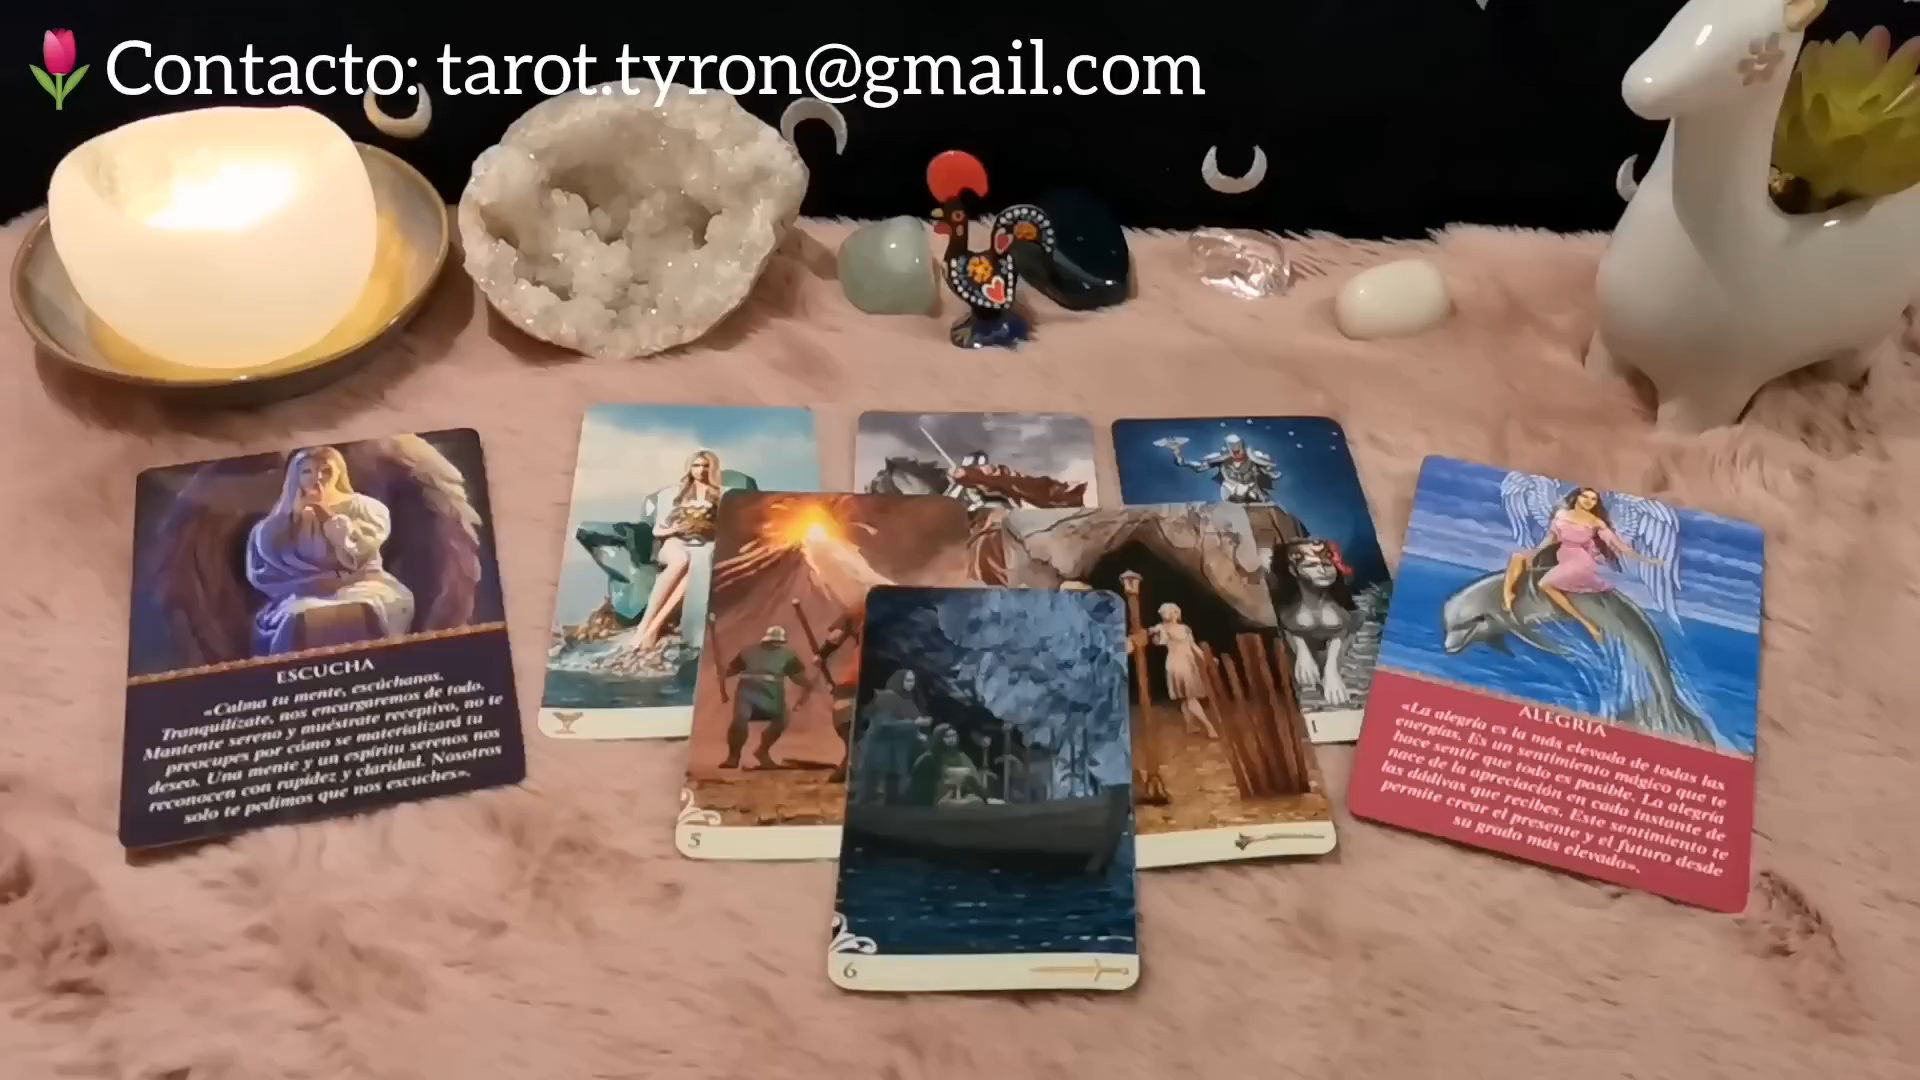 Contacto: tarot.tyron@gmail.com
ESCUCHA
«Calma tu mente, escúchanos.
Tranquilízate, nos encargaremos de todo.
Mantente sereno y muéstrate receptivo, no te
preocupes por cómo se materializará tu
deseo. Una mente y un espíritu serenos nos
reconocen con rapidez y claridad. Nosotros
solo te pedimos que nos escuches».
ALEGRÍA
«La alegría es la más elevada de todas las
energías. Es un sentimiento mágico que te
hace sentir que todo es posible. La alegría
nace de la apreciación en cada instante de
las dádivas que recibes. Este sentimiento te
permite crear el presente y el futuro desde
su grado más elevado».
5
6